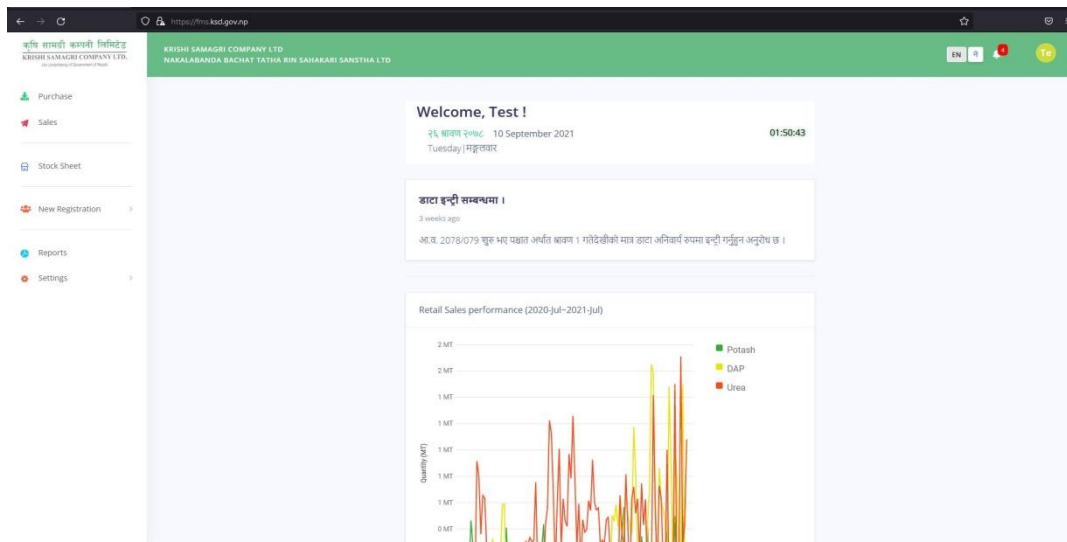 https://fms.ksd.gov.np
कृषि सामग्री कम्पनी लिमिटेड
KRISHI SAMAGRI COMPANY LTD.
KRISHI SAMAGRI COMPANY LTD
NAKALABANDA BACHAT TATHA RIN SAHAKARI SANSTHA LTD
EN
ने
4
Te
Purchase
Sales
Stock Sheet
New Registration
Reports
Settings
Welcome, Test !
२६ श्रावण २०७८ 10 September 2021
01:50:43
Tuesday|मङ्गलवार
डाटा इन्ट्री सम्बन्धमा ।
3 weeks ago
आ.व. 2078/079 शुरु भए पश्चात अर्थात श्रावण 1 गतेदेखीको मात्र डाटा अनिवार्य रुपमा इन्ट्री गर्नुहुन अनुरोध छ ।
Retail Sales performance (2020-Jul~2021-Jul)
2 MT
2 MT
1 MT
1 MT
1 MT
1 MT
1 MT
0 MT
Quantity (MT)
Potash
DAP
Urea